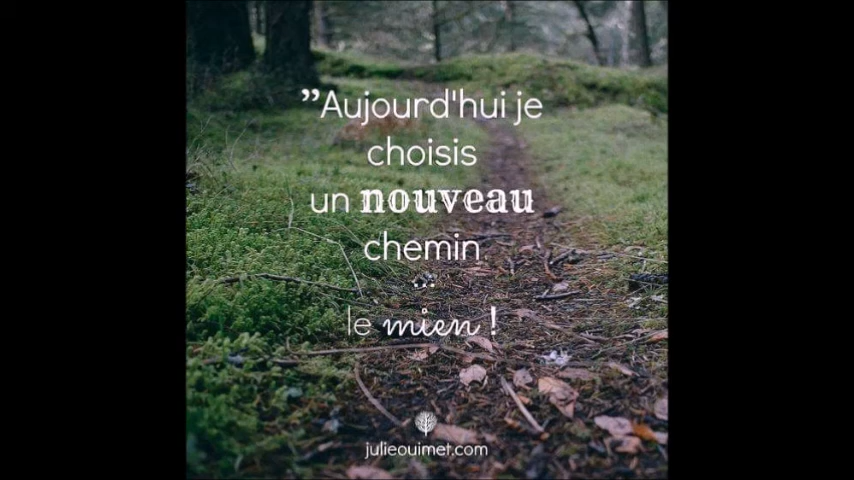 ”Aujourd'hui je
choisis
un nouveau
chemin
...
le mien !
julieouimet.com